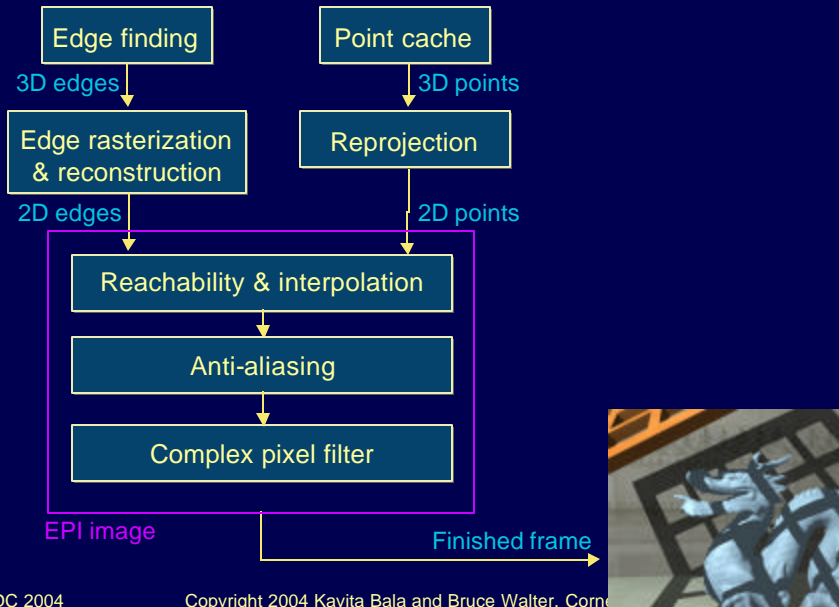 Edge finding
Point cache
3D edges
3D points
Edge rasterization
& reconstruction
Reprojection
2D edges
2D points
Reachability & interpolation
Anti-aliasing
Complex pixel filter
EPI image
Finished frame
2004
Copyright 2004 Kavita Bala and Bruce Walter,